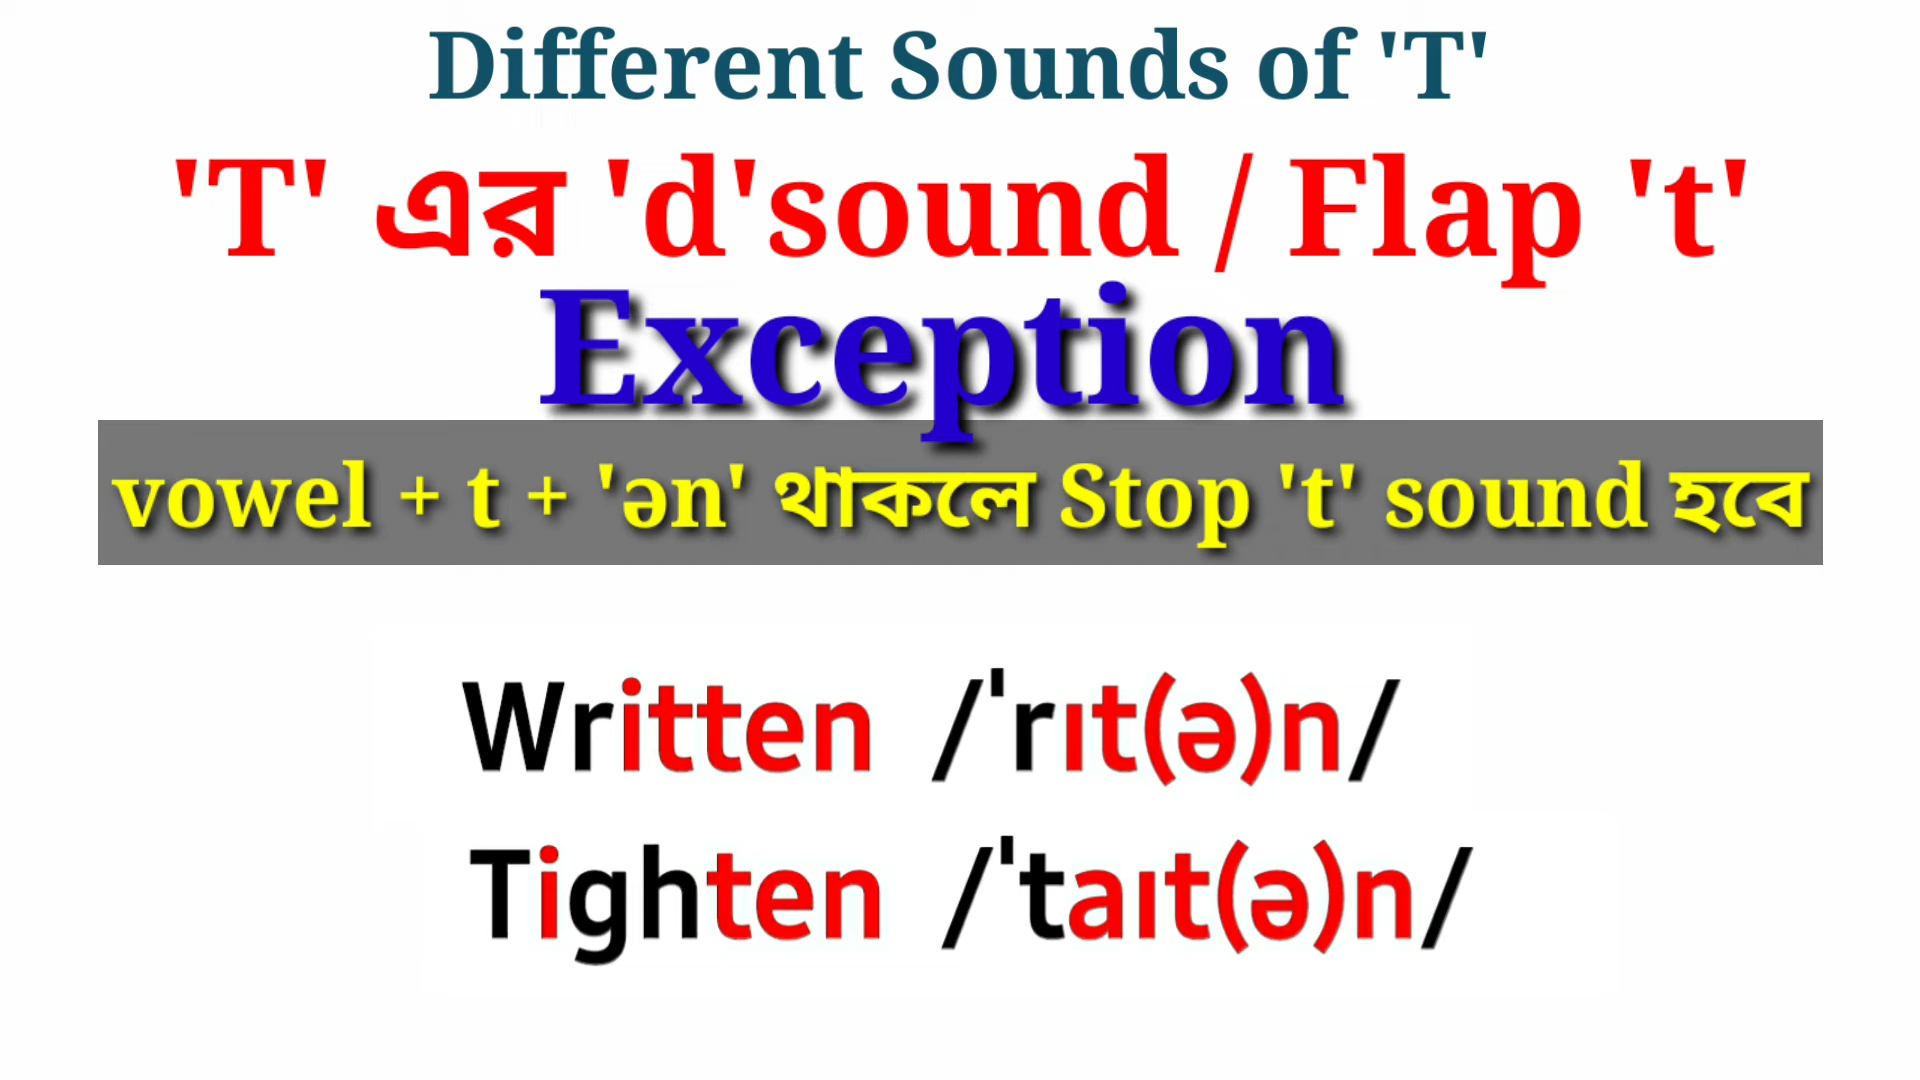 Different Sounds of 'T'
'T' এর 'd'sound / Flap 't'
Exception
vowel + t + 'ən' থাকলে Stop 't' sound হবে
Written /ˈrɪt(ə)n/
Tighten /ˈtaɪt(ə)n/